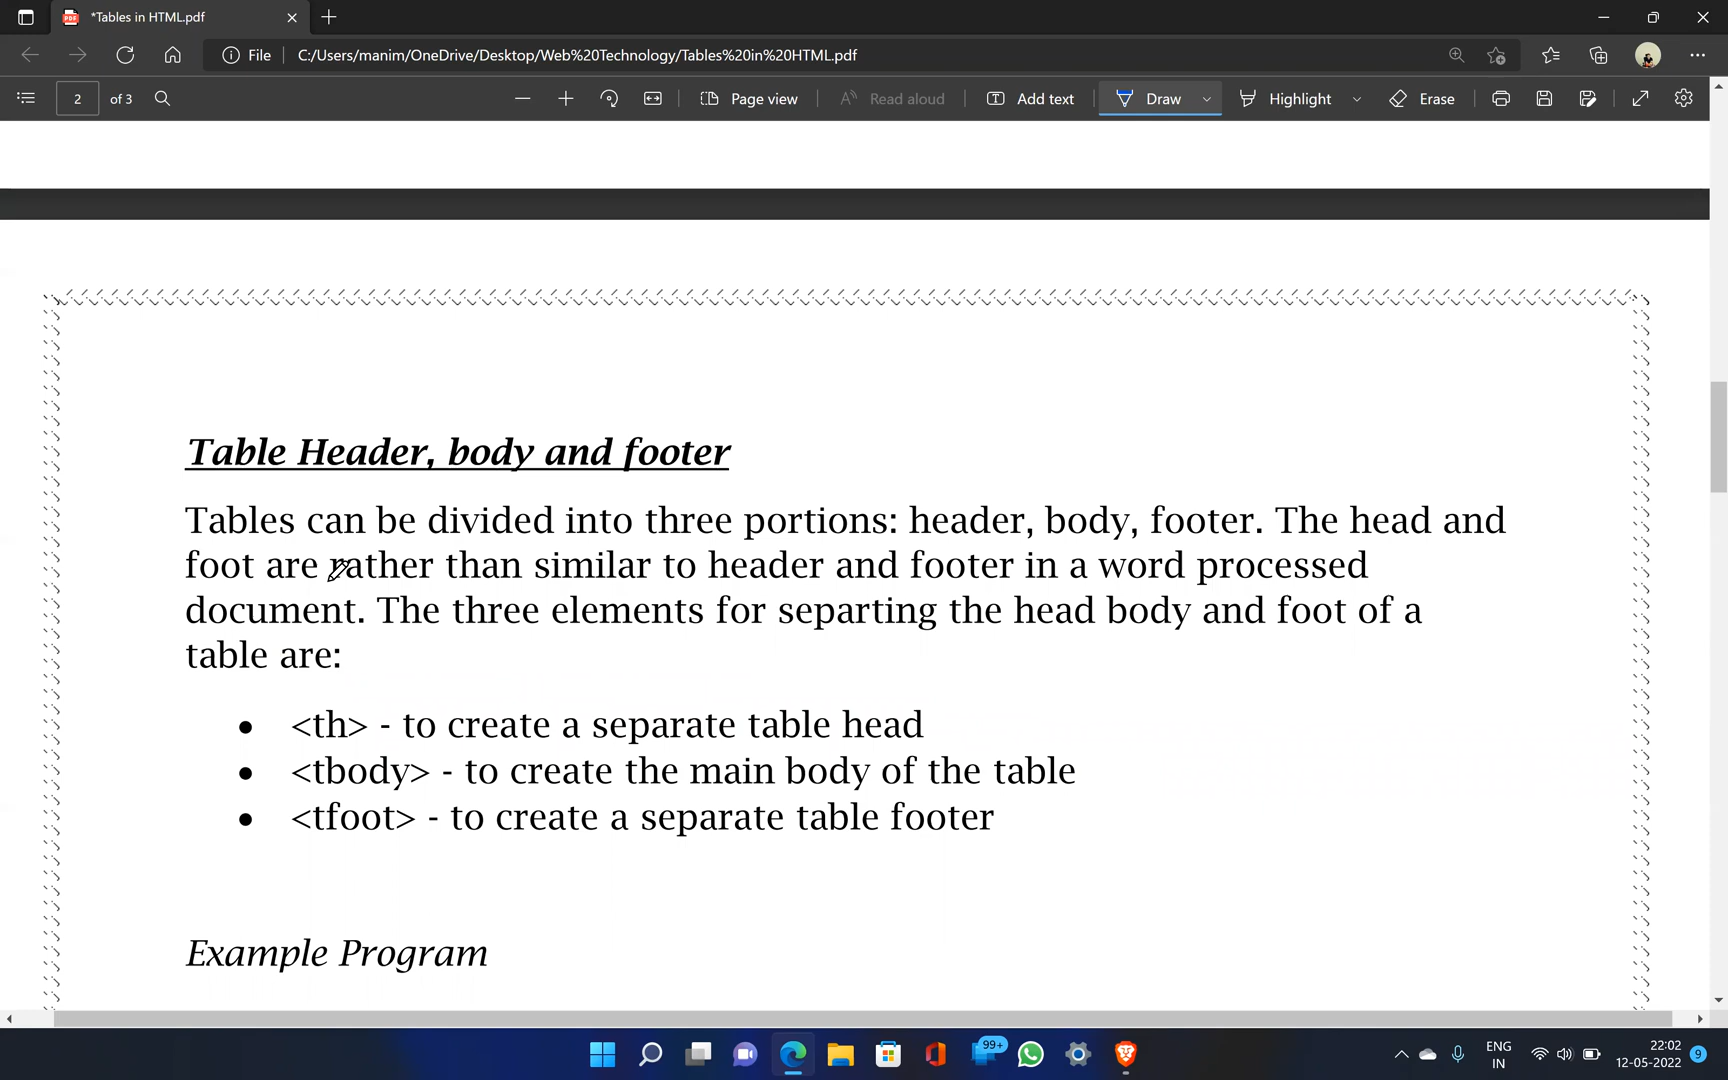 *Tables in HTML.pdf
File
C:/Users/manim/OneDrive/Desktop/Web%20Technology/Tables%20in%20HTML.pdf
2 of 3
Page view
Read aloud
Add text
Draw
Highlight
Erase
Table Header, body and footer
Tables can be divided into three portions: header, body, footer. The head and
foot are rather than similar to header and footer in a word processed
document. The three elements for separting the head body and foot of a
table are:
• <th> - to create a separate table head
• <tbody> - to create the main body of the table
• <tfoot> - to create a separate table footer
Example Program
99+
ENG
IN
22:02
12-05-2022
9